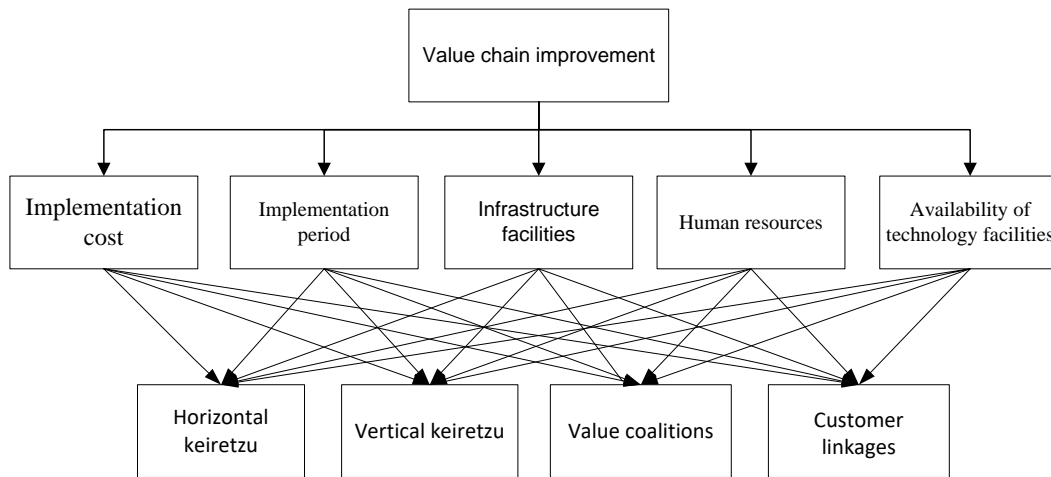 Value chain improvement
Implementation
cost
Implementation
period
Infrastructure
facilities
Human resources
Availability of
technology facilities
Horizontal
keiretzu
Vertical keiretzu
Value coalitions
Customer
linkages